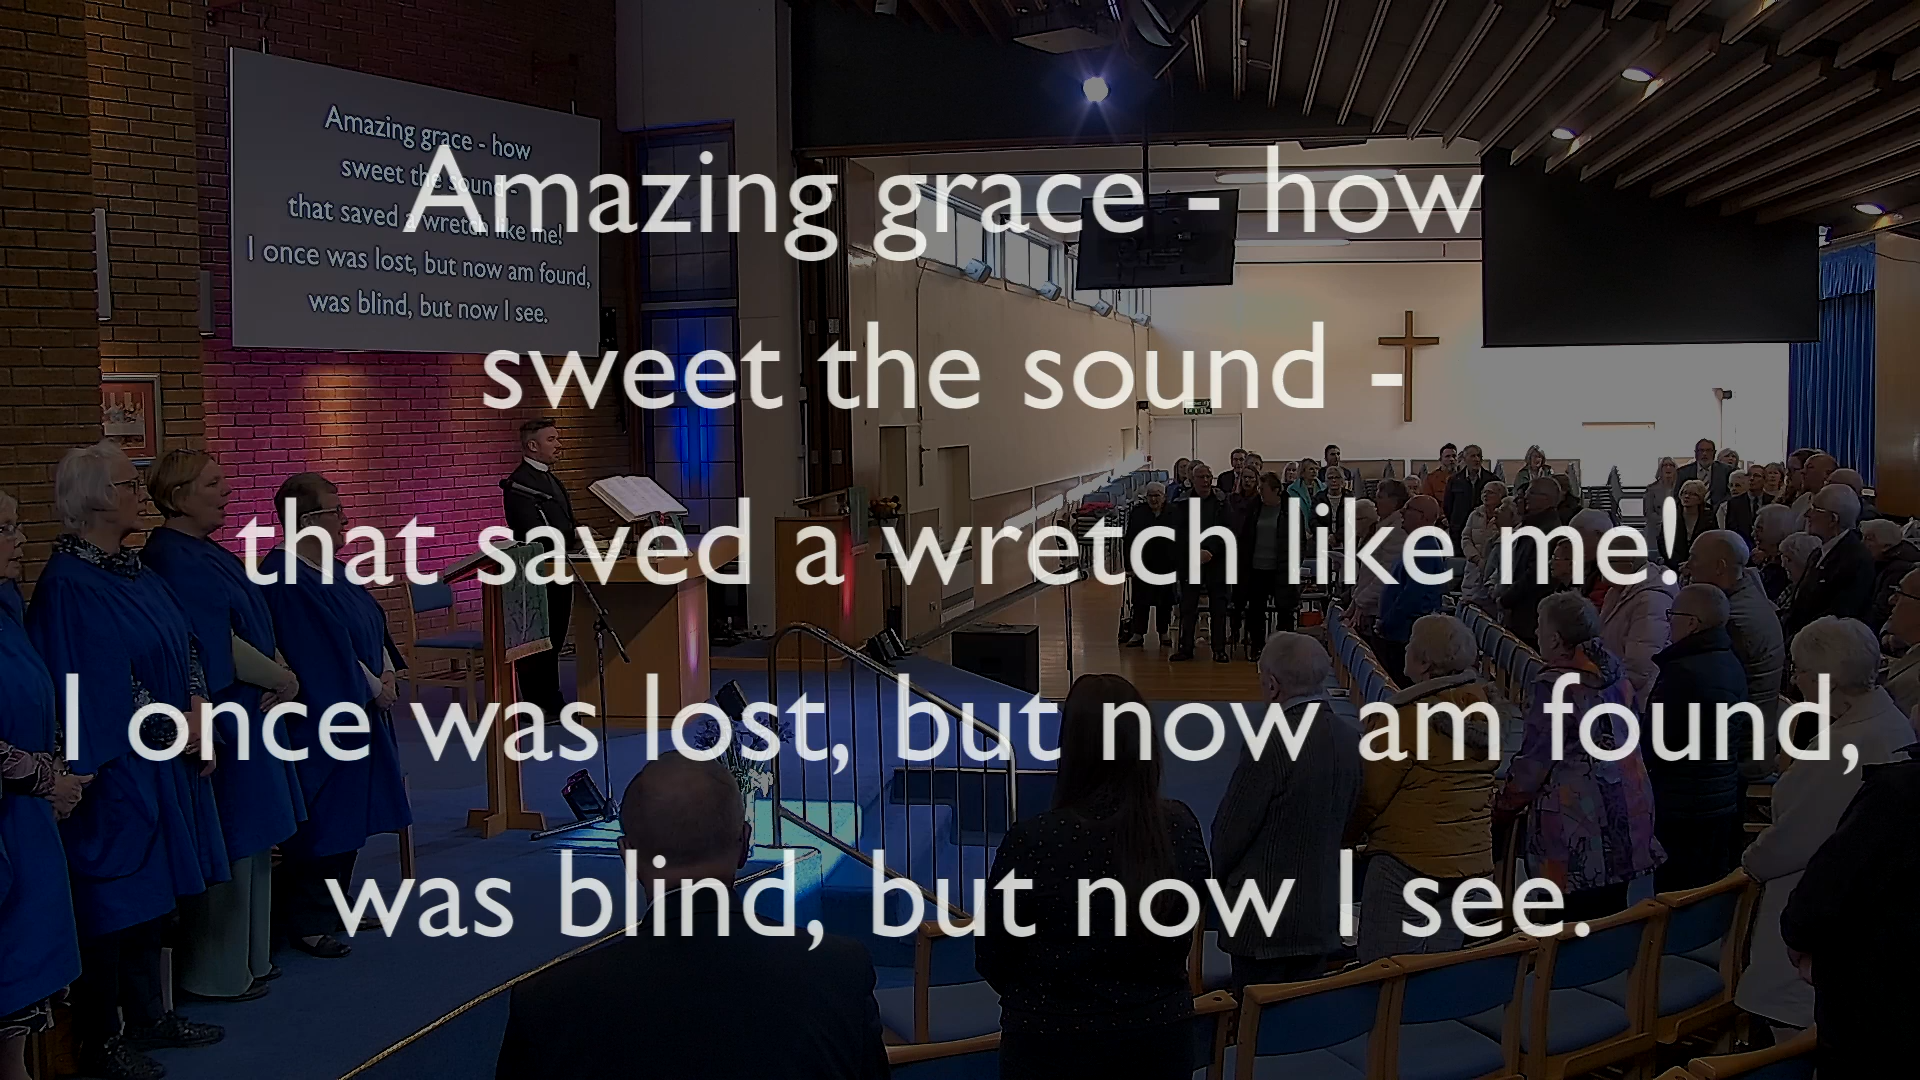 Amazing grace - how
sweet the sound -
that saved a wretch like me!
I once was lost, but now am found,
was blind, but now I see.
Amazing grace - how
sweet the sound -
that saved a wretch like me!
I once was lost, but now am found,
was blind, but now I see.